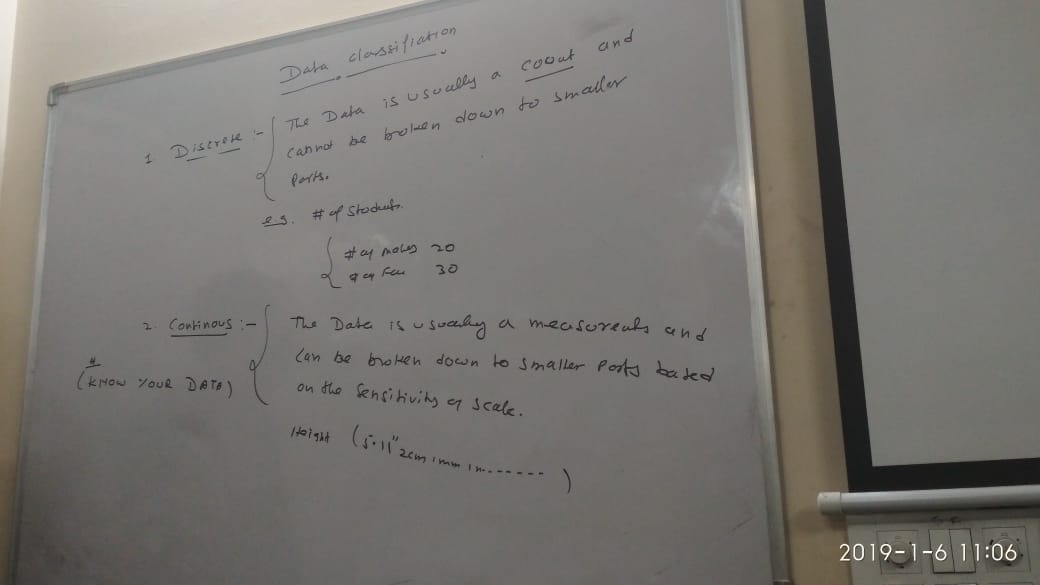 Data classifiation
1 Discrete :- The Data is usually a count and
cannot be broken down to smaller
parts.
e.g. # of Students.
# of males 20
# of Fem 30
2. Continous :- The Data is usually a measureats and
can be broken down to smaller parts based
on the Sensitivity of scale.
#
(KNOW YOUR DATA)
Height (5.11" 2cm 1mm 1n.......)
2019-1-6 11:06